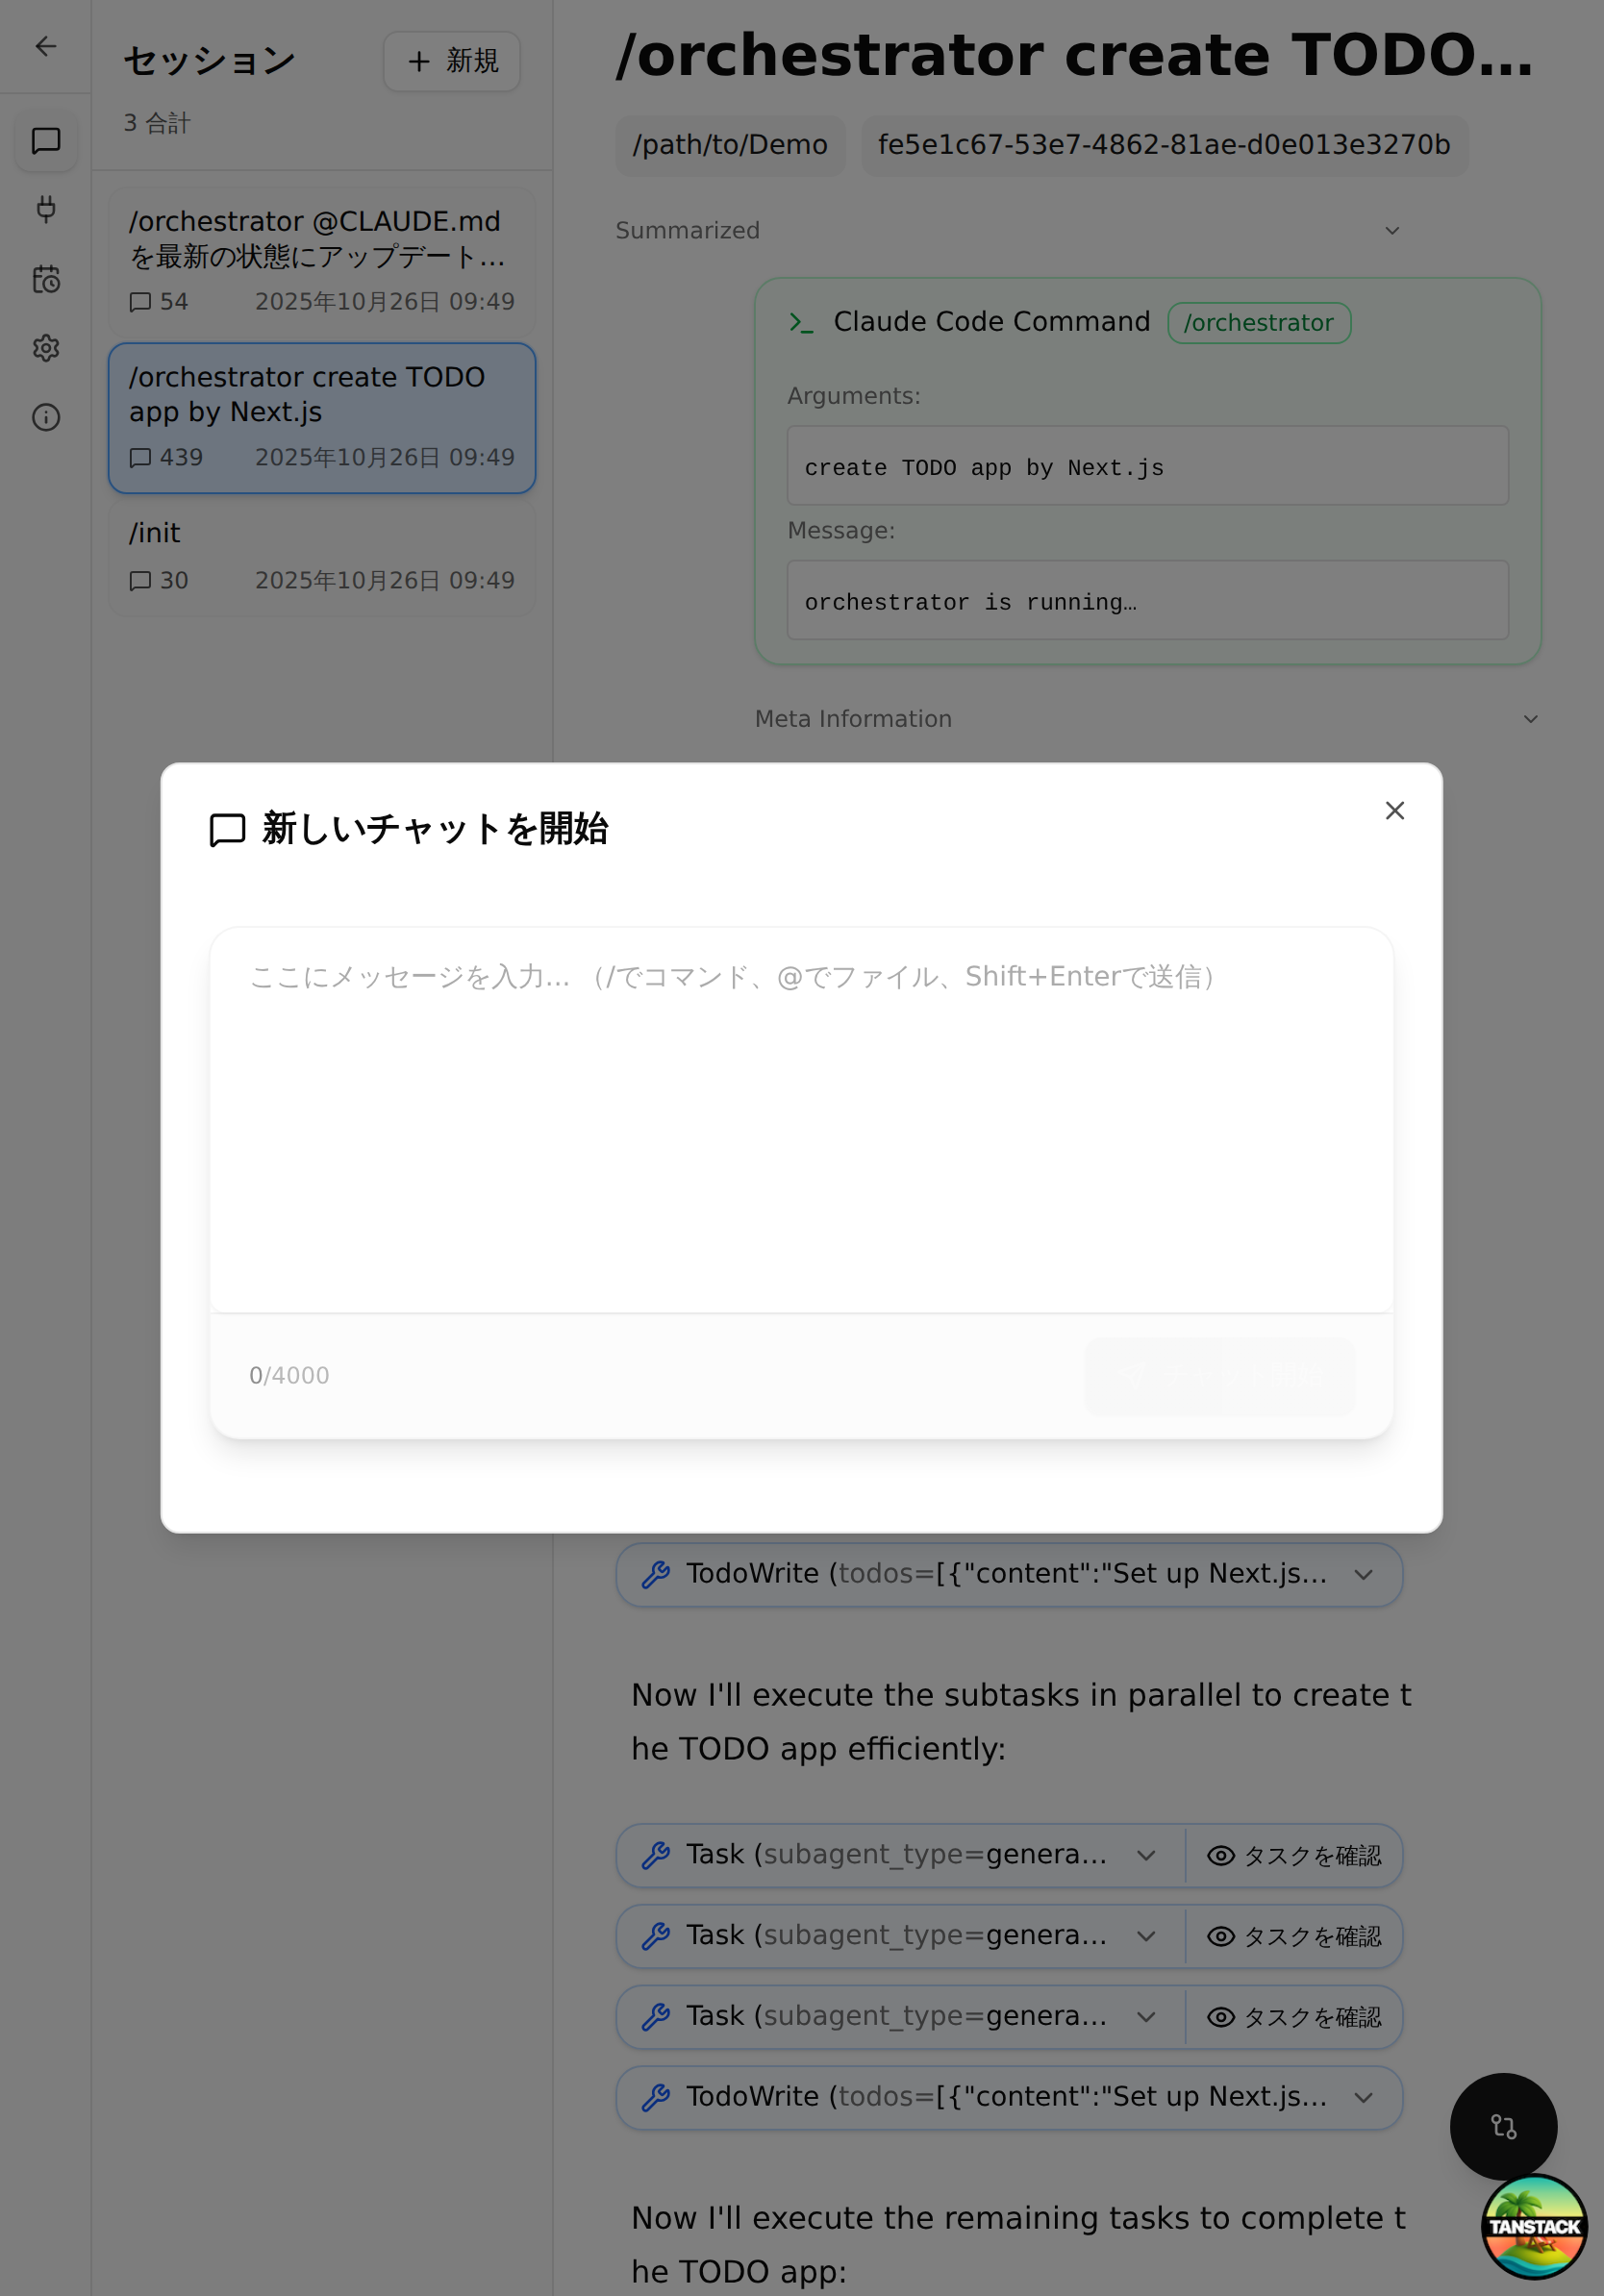 セッション
新規
3 合計
/orchestrator @CLAUDE.md
を最新の状態にアップデート…
54 2025年10月26日 09:49
/orchestrator create TODO
app by Next.js
439 2025年10月26日 09:49
/init
30 2025年10月26日 09:49
/orchestrator create TODO…
/path/to/Demo fe5e1c67-53e7-4862-81ae-d0e013e3270b
Summarized
Claude Code Command /orchestrator
Arguments:
create TODO app by Next.js
Message:
orchestrator is running…
Meta Information
新しいチャットを開始
ここにメッセージを入力... （/でコマンド、@でファイル、Shift+Enterで送信）
0/4000
TodoWrite (todos=[{"content":"Set up Next.js…
Now I'll execute the subtasks in parallel to create t
he TODO app efficiently:
Task (subagent_type=genera… タスクを確認
Task (subagent_type=genera… タスクを確認
Task (subagent_type=genera… タスクを確認
TodoWrite (todos=[{"content":"Set up Next.js…
Now I'll execute the remaining tasks to complete t
he TODO app:
TANSTACK